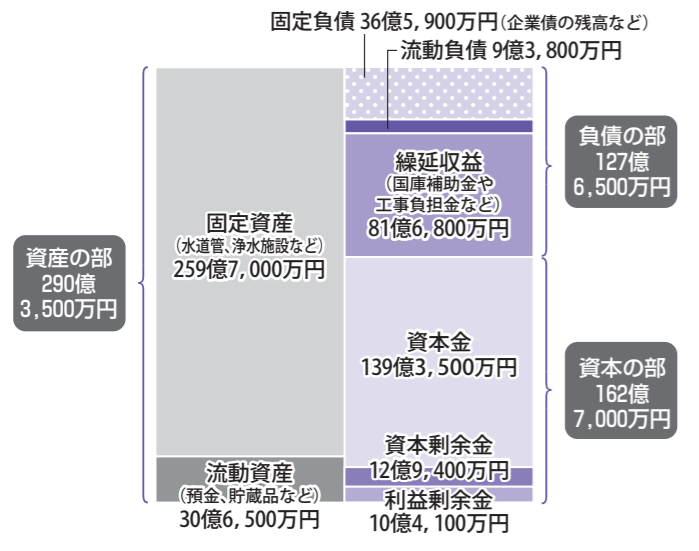 固定負債 36億5,900万円(企業債の残高など)
流動負債 9億3,800万円
資産の部
290億
3,500万円
固定資産
(水道管、浄水施設など)
259億7,000万円
流動資産
(預金、貯蔵品など)
30億6,500万円
繰延収益
(国庫補助金や
工事負担金など)
81億6,800万円
資本金
139億3,500万円
資本剰余金
12億9,400万円
利益剰余金
10億4,100万円
負債の部
127億
6,500万円
資本の部
162億
7,000万円